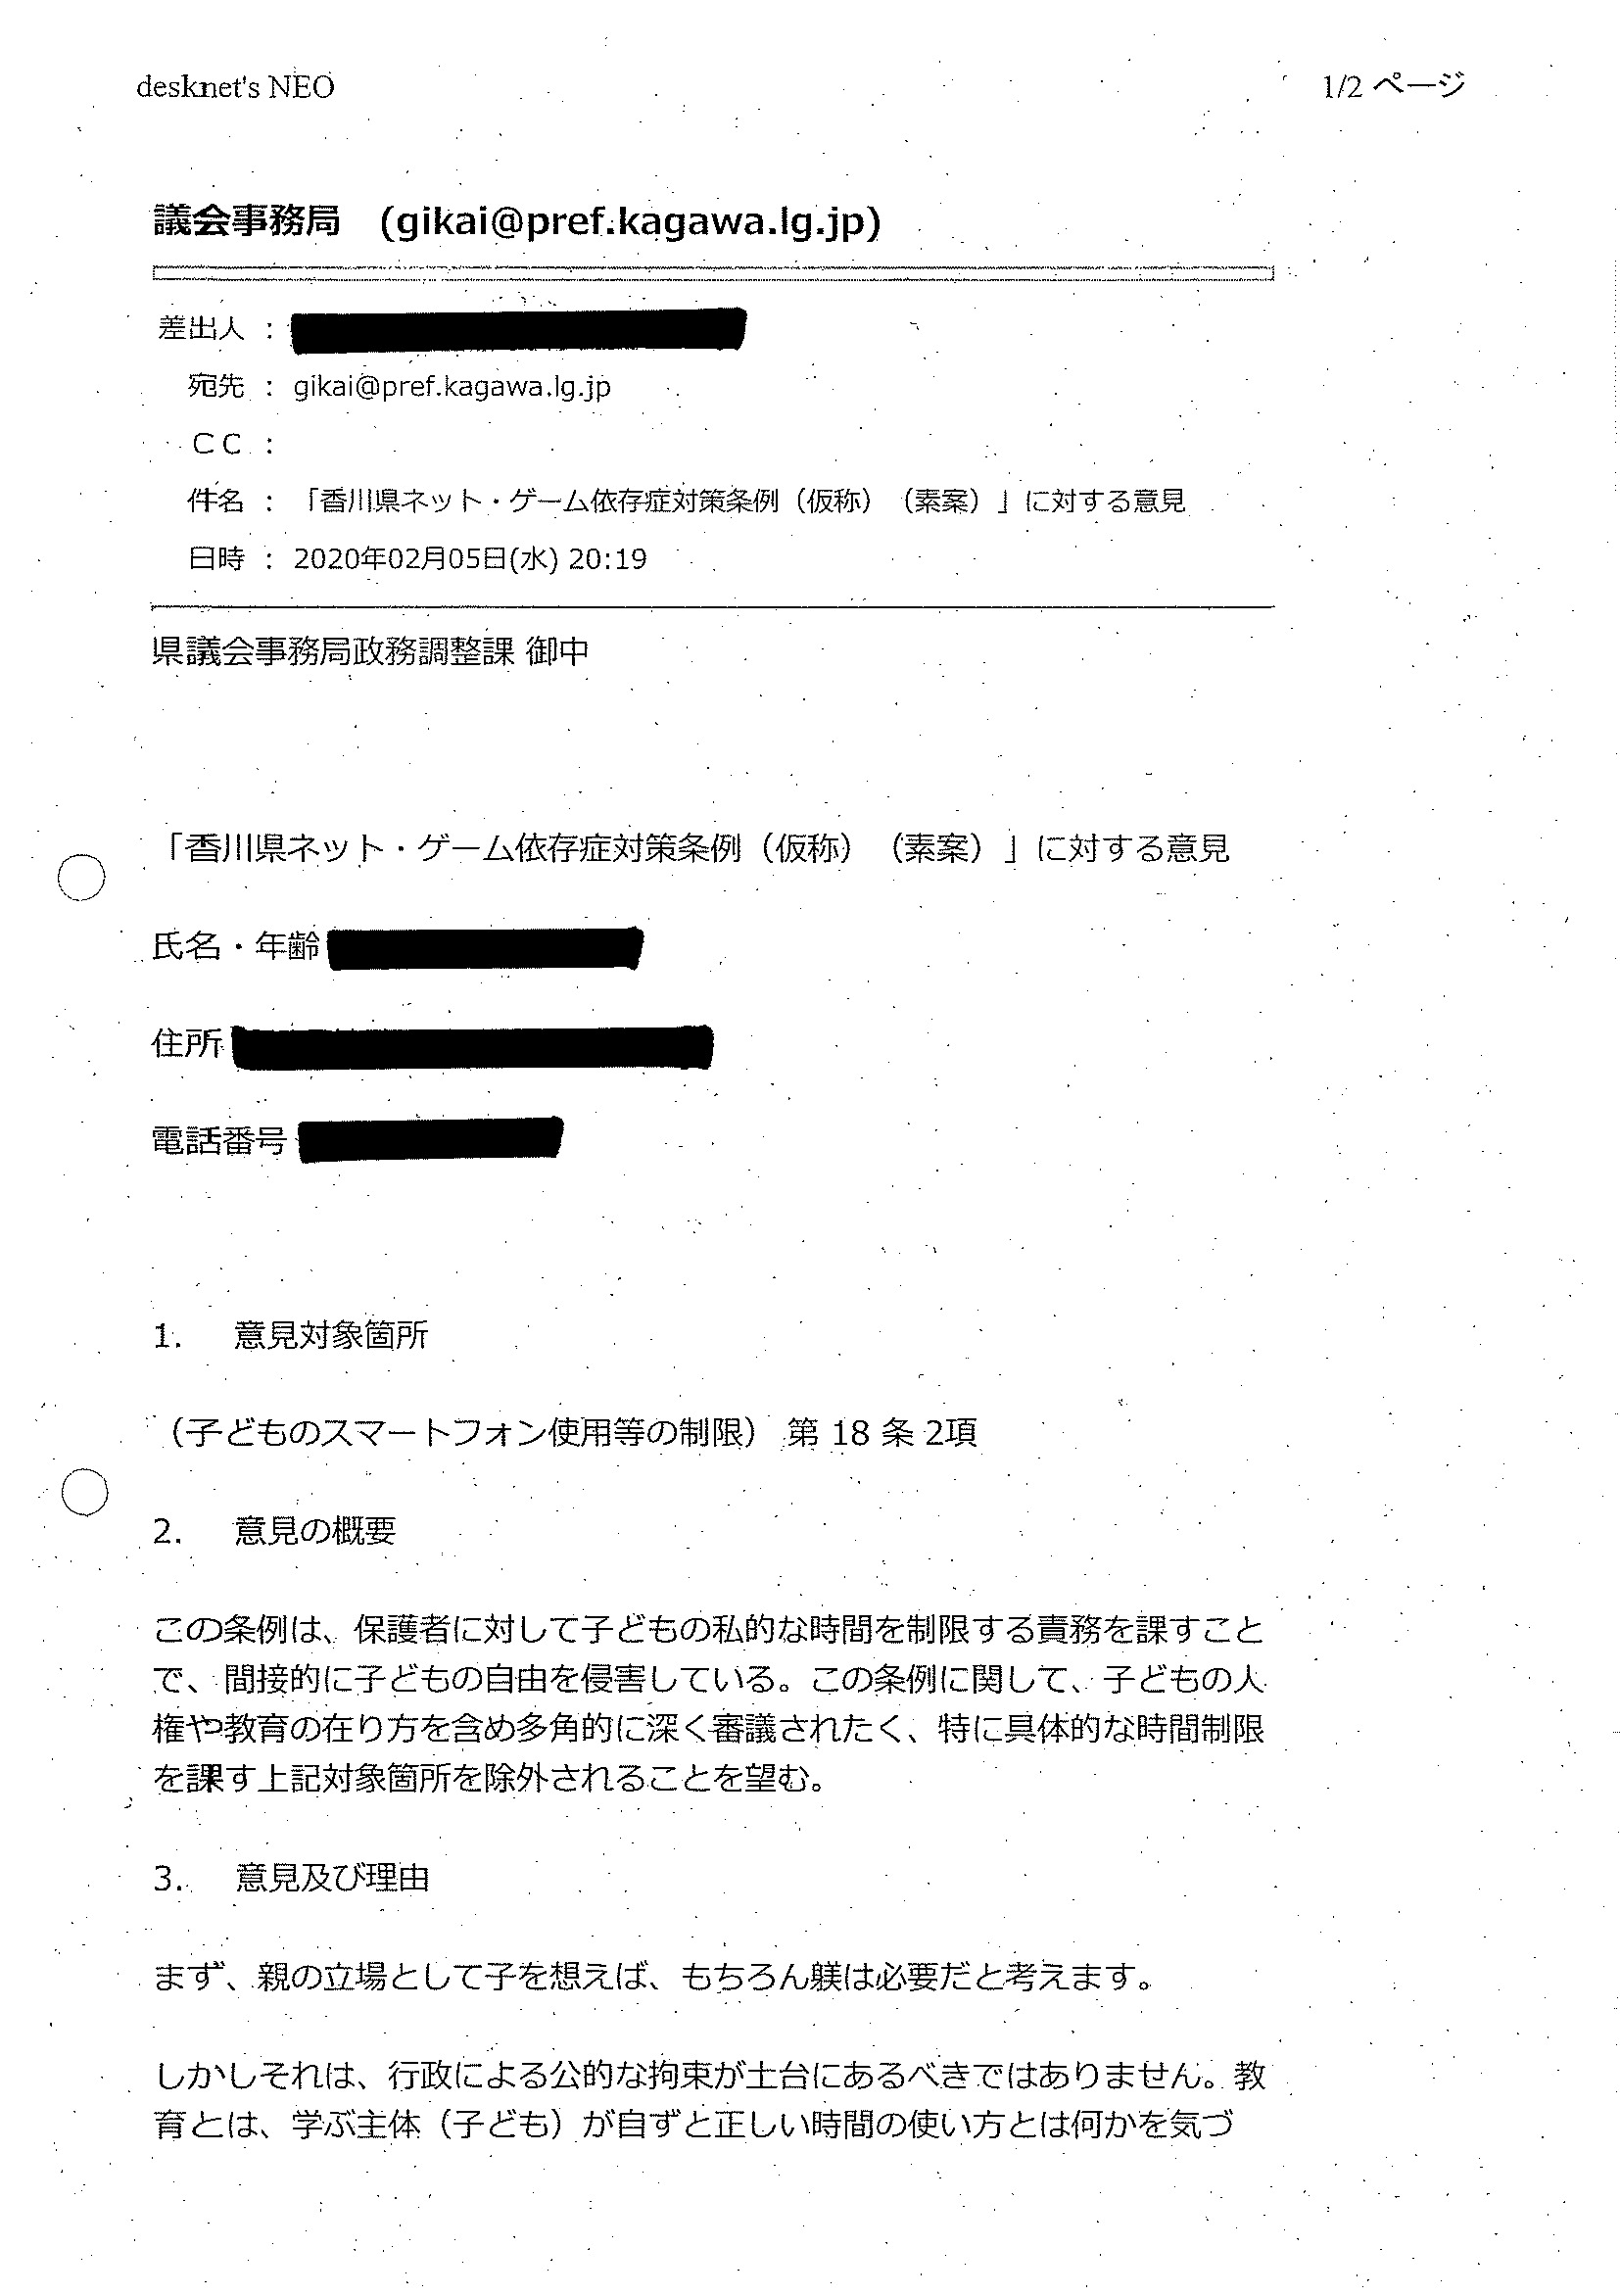 desknet's NEO
1/2 ページ
議会事務局 (gikai@pref.kagawa.lg.jp)
差出人 :
宛先 : gikai@pref.kagawa.lg.jp
ＣＣ :
件名 : 「香川県ネット・ゲーム依存症対策条例（仮称）（素案）」に対する意見
日時 : 2020年02月05日(水) 20:19
県議会事務局政務調整課 御中
「香川県ネット・ゲーム依存症対策条例（仮称）（素案）」に対する意見
氏名・年齢
住所
電話番号
1. 意見対象箇所
（子どものスマートフォン使用等の制限） 第 18 条 2項
2. 意見の概要
この条例は、保護者に対して子どもの私的な時間を制限する責務を課すこと
で、間接的に子どもの自由を侵害している。この条例に関して、子どもの人
権や教育の在り方を含め多角的に深く審議されたく、特に具体的な時間制限
を課す上記対象箇所を除外されることを望む。
3. 意見及び理由
まず、親の立場として子を想えば、もちろん躾は必要だと考えます。
しかしそれは、行政による公的な拘束が土台にあるべきではありません。教
育とは、学ぶ主体（子ども）が自ずと正しい時間の使い方とは何かを気づ